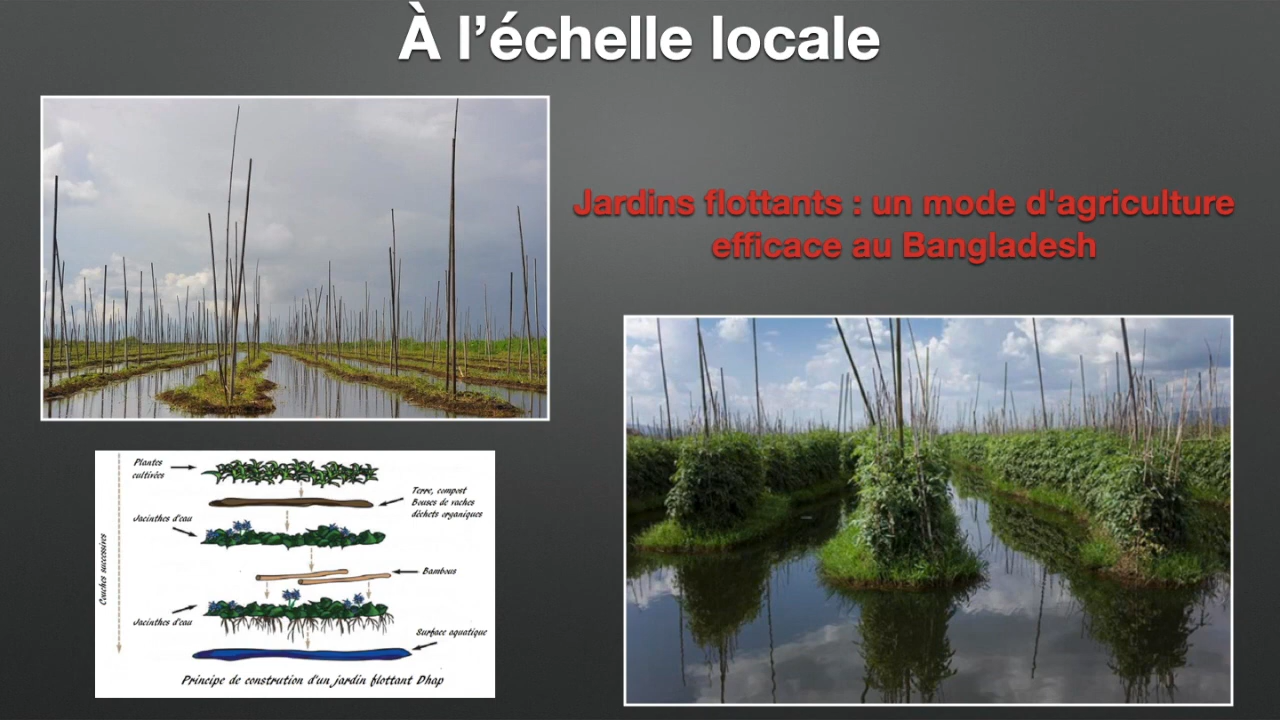 À l’échelle locale
Jardins flottants : un mode d'agriculture
efficace au Bangladesh
Plantes
cultivées
Terre, compost
Bouses de vaches
déchets organiques
Jacinthes d'eau
Bambous
Couches successives
Jacinthes d'eau
Surface aquatique
Principe de constrution d'un jardin flottant Dhap